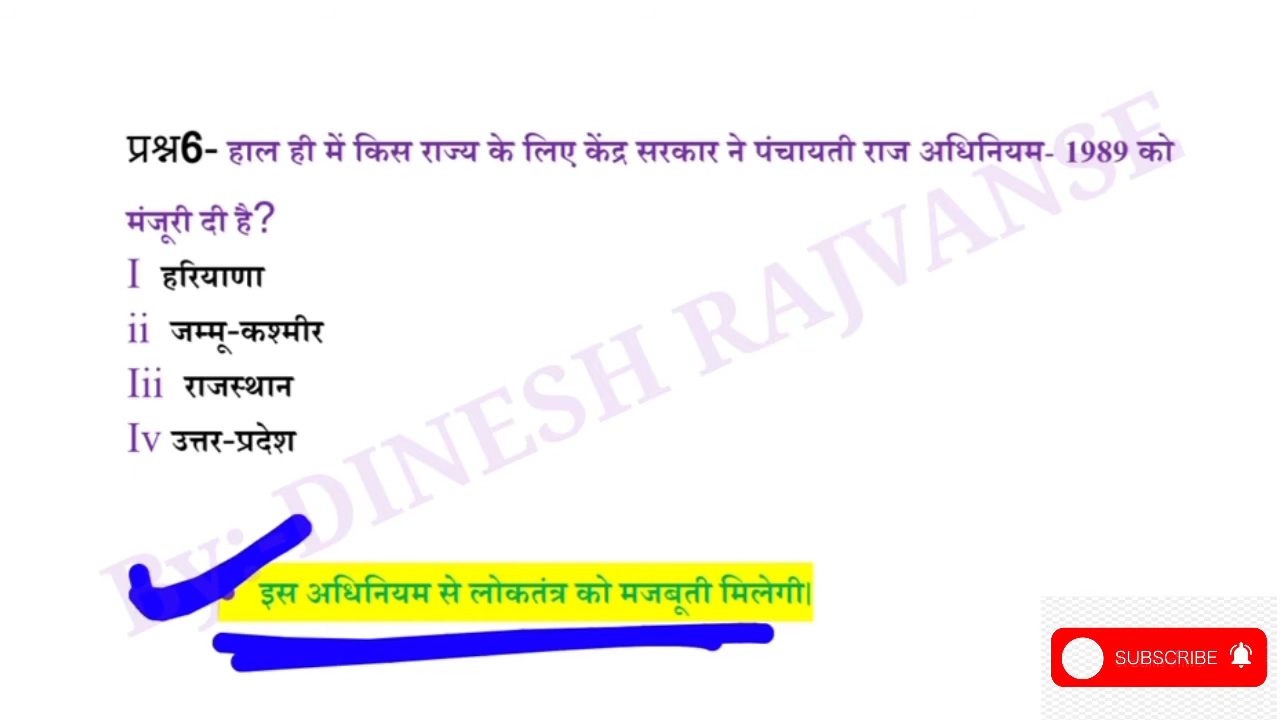 प्रश्न6- हाल ही में किस राज्य के लिए केंद्र सरकार ने पंचायती राज अधिनियम- 1989 को
मंजूरी दी है?
I हरियाणा
ii जम्मू-कश्मीर
Iii राजस्थान
Iv उत्तर-प्रदेश
By:-DINESH RAJVANSE
इस अधिनियम से लोकतंत्र को मजबूती मिलेगी|
SUBSCRIBE